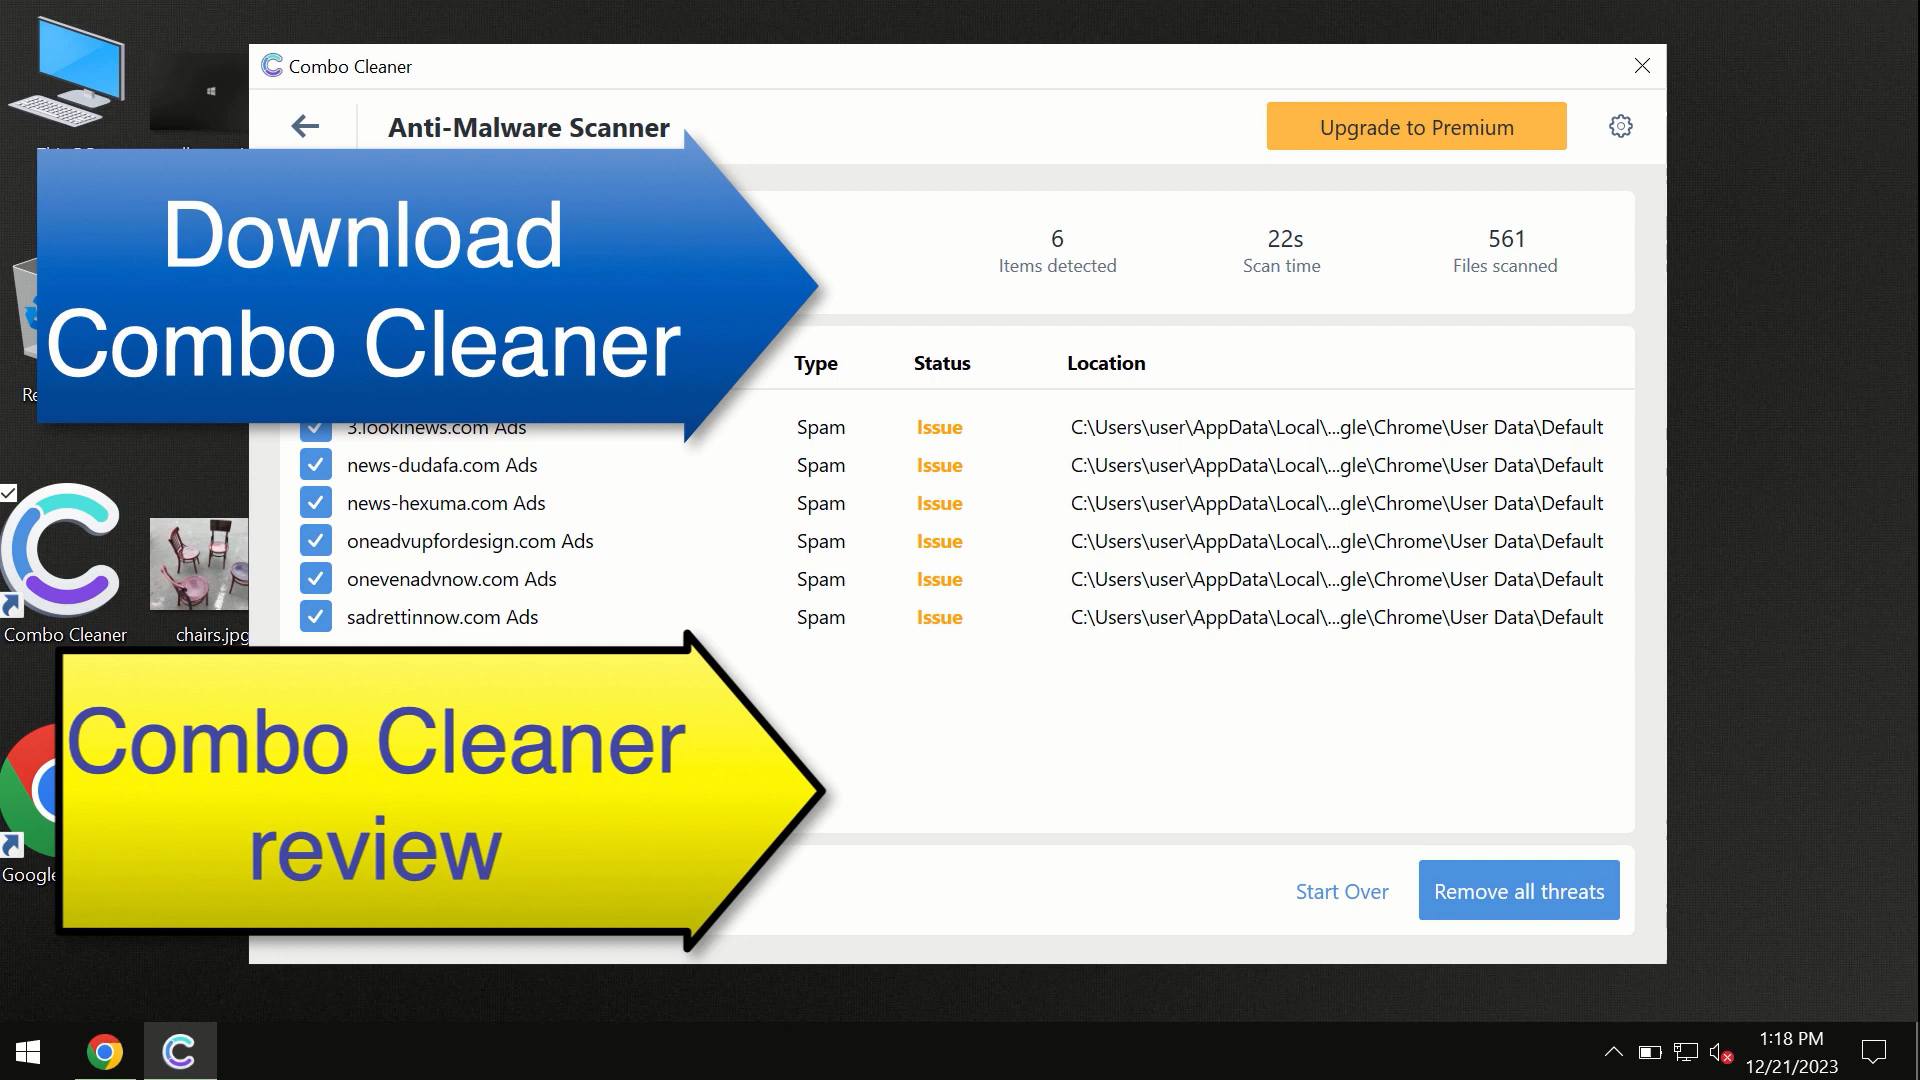 Combo Cleaner
Anti-Malware Scanner
Upgrade to Premium
Download
Combo Cleaner
6
Items detected
22s
Scan time
561
Files scanned
Type
Status
Location
3.lookinews.com Ads
Spam
Issue
C:\Users\user\AppData\Local\...gle\Chrome\User Data\Default
news-dudafa.com Ads
Spam
Issue
C:\Users\user\AppData\Local\...gle\Chrome\User Data\Default
news-hexuma.com Ads
Spam
Issue
C:\Users\user\AppData\Local\...gle\Chrome\User Data\Default
oneadvupfordesign.com Ads
Spam
Issue
C:\Users\user\AppData\Local\...gle\Chrome\User Data\Default
onevenadvnow.com Ads
Spam
Issue
C:\Users\user\AppData\Local\...gle\Chrome\User Data\Default
sadrettinnow.com Ads
Spam
Issue
C:\Users\user\AppData\Local\...gle\Chrome\User Data\Default
Combo Cleaner
chairs.jpg
Combo Cleaner
review
Google
Start Over
Remove all threats
1:18 PM
12/21/2023